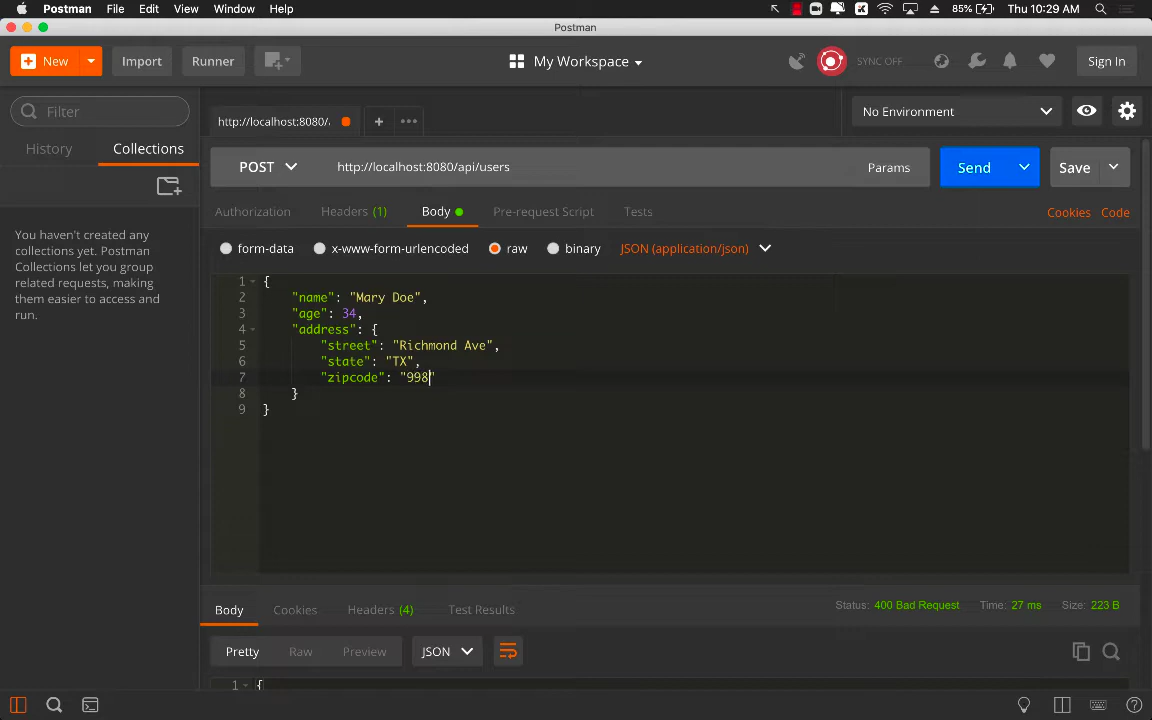 Postman File Edit View Window Help 85% Thu 10:29 AM
Postman
New Import Runner My Workspace SYNC OFF Sign In
Filter
History Collections
You haven't created any
collections yet. Postman
Collections let you group
related requests, making
them easier to access and
run.
http://localhost:8080/. + ••• No Environment
POST http://localhost:8080/api/users Params Send Save
Authorization Headers (1) Body Pre-request Script Tests Cookies Code
form-data x-www-form-urlencoded raw binary JSON (application/json)
1 {
2 "name": "Mary Doe",
3 "age": 34,
4 "address": {
5 "street": "Richmond Ave",
6 "state": "TX",
7 "zipcode": "998"
8 }
9 }
Body Cookies Headers (4) Test Results Status: 400 Bad Request Time: 27 ms Size: 223 B
Pretty Raw Preview JSON
1 {